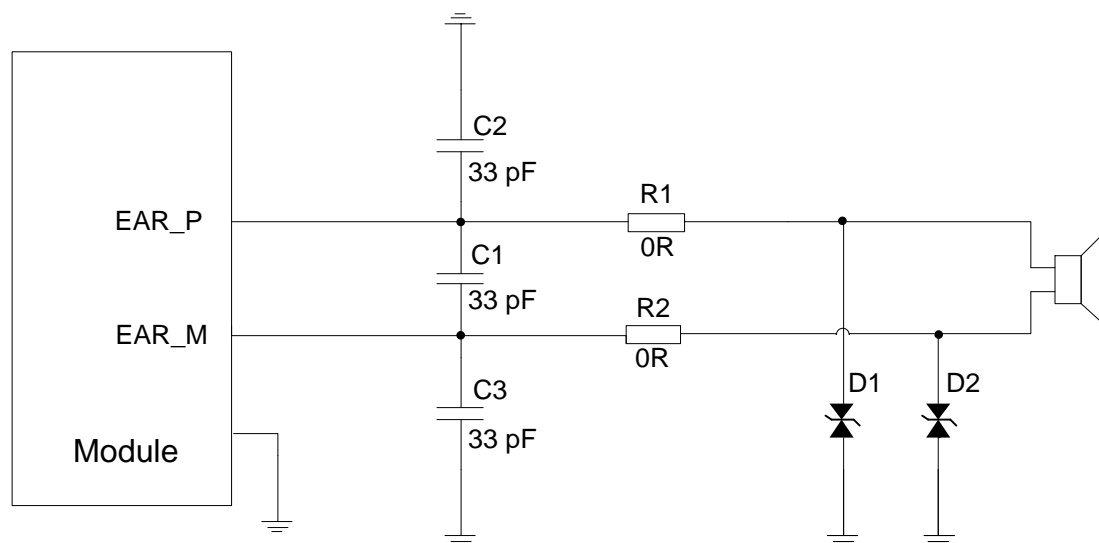 C2
33 pF
R1
EAR_P
0R
C1
33 pF
R2
EAR_M
0R
D1
D2
C3
33 pF
Module